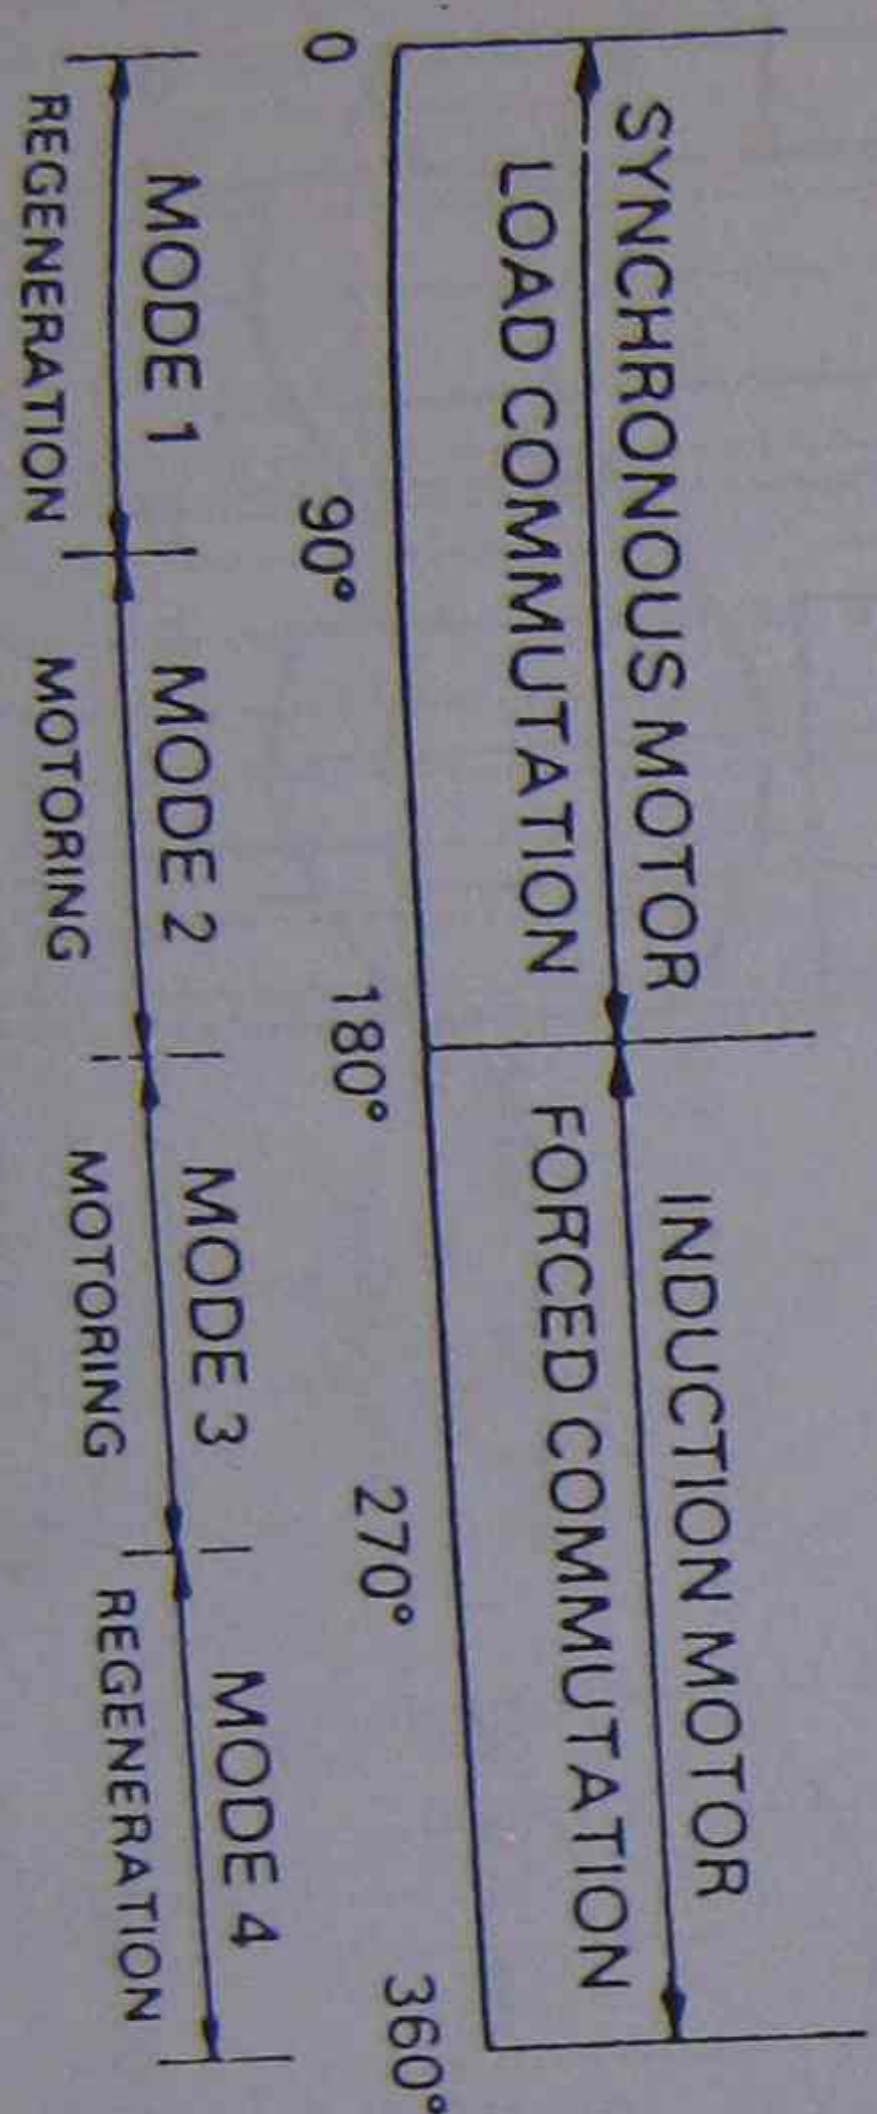 SYNCHRONOUS MOTOR
INDUCTION MOTOR
LOAD COMMUTATION
FORCED COMMUTATION
0 90° 180° 270° 360°
MODE 1 MODE 2 MODE 3 MODE 4
REGENERATION MOTORING MOTORING REGENERATION